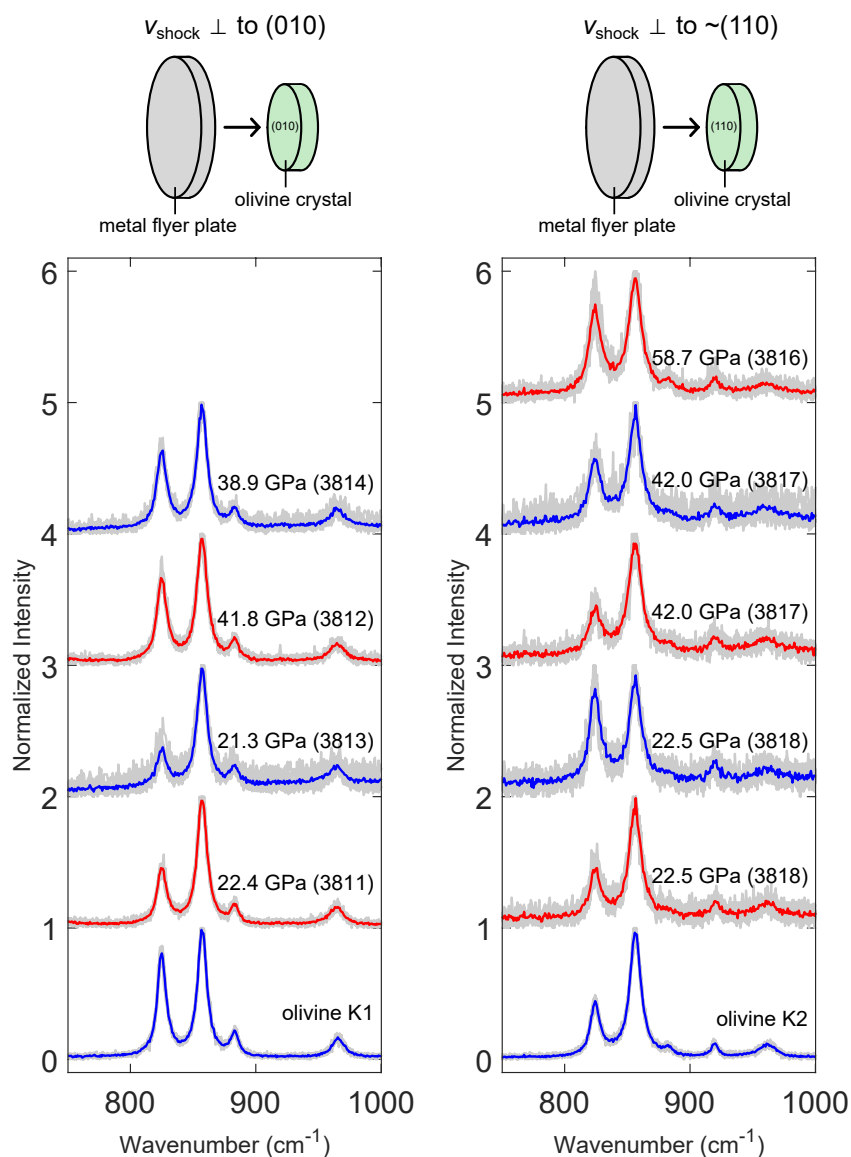 v_shock ⊥ to (010)
(010)
olivine crystal
metal flyer plate
6
5
4
3
2
1
0
Normalized Intensity
38.9 GPa (3814)
41.8 GPa (3812)
21.3 GPa (3813)
22.4 GPa (3811)
olivine K1
800
900
1000
Wavenumber (cm⁻¹)
v_shock ⊥ to ~(110)
(110)
olivine crystal
metal flyer plate
6
5
4
3
2
1
0
Normalized Intensity
58.7 GPa (3816)
42.0 GPa (3817)
42.0 GPa (3817)
22.5 GPa (3818)
22.5 GPa (3818)
olivine K2
800
900
1000
Wavenumber (cm⁻¹)